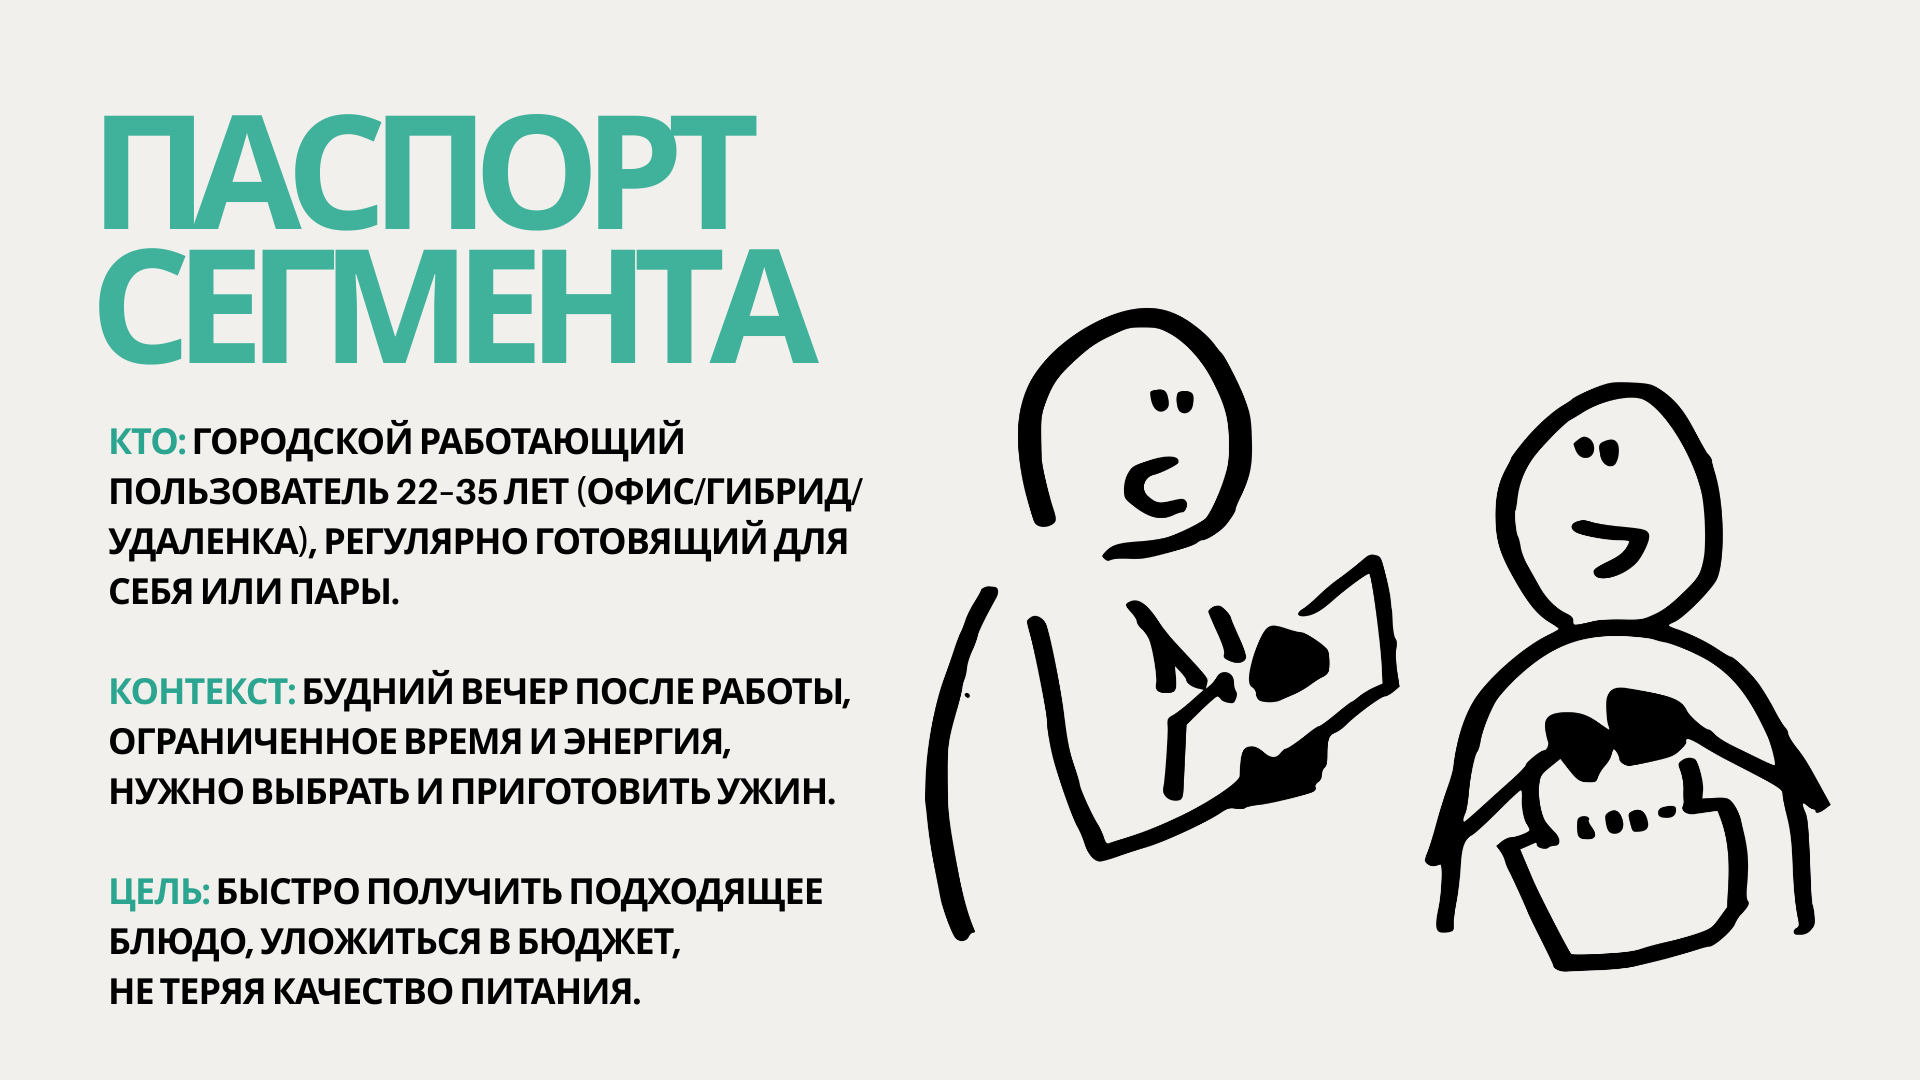 ПАСПОРТ
СЕГМЕНТА
КТО: ГОРОДСКОЙ РАБОТАЮЩИЙ
ПОЛЬЗОВАТЕЛЬ 22–35 ЛЕТ (ОФИС/ГИБРИД/
УДАЛЕНКА), РЕГУЛЯРНО ГОТОВЯЩИЙ ДЛЯ
СЕБЯ ИЛИ ПАРЫ.
КОНТЕКСТ: БУДНИЙ ВЕЧЕР ПОСЛЕ РАБОТЫ,
ОГРАНИЧЕННОЕ ВРЕМЯ И ЭНЕРГИЯ,
НУЖНО ВЫБРАТЬ И ПРИГОТОВИТЬ УЖИН.
ЦЕЛЬ: БЫСТРО ПОЛУЧИТЬ ПОДХОДЯЩЕЕ
БЛЮДО, УЛОЖИТЬСЯ В БЮДЖЕТ,
НЕ ТЕРЯЯ КАЧЕСТВО ПИТАНИЯ.